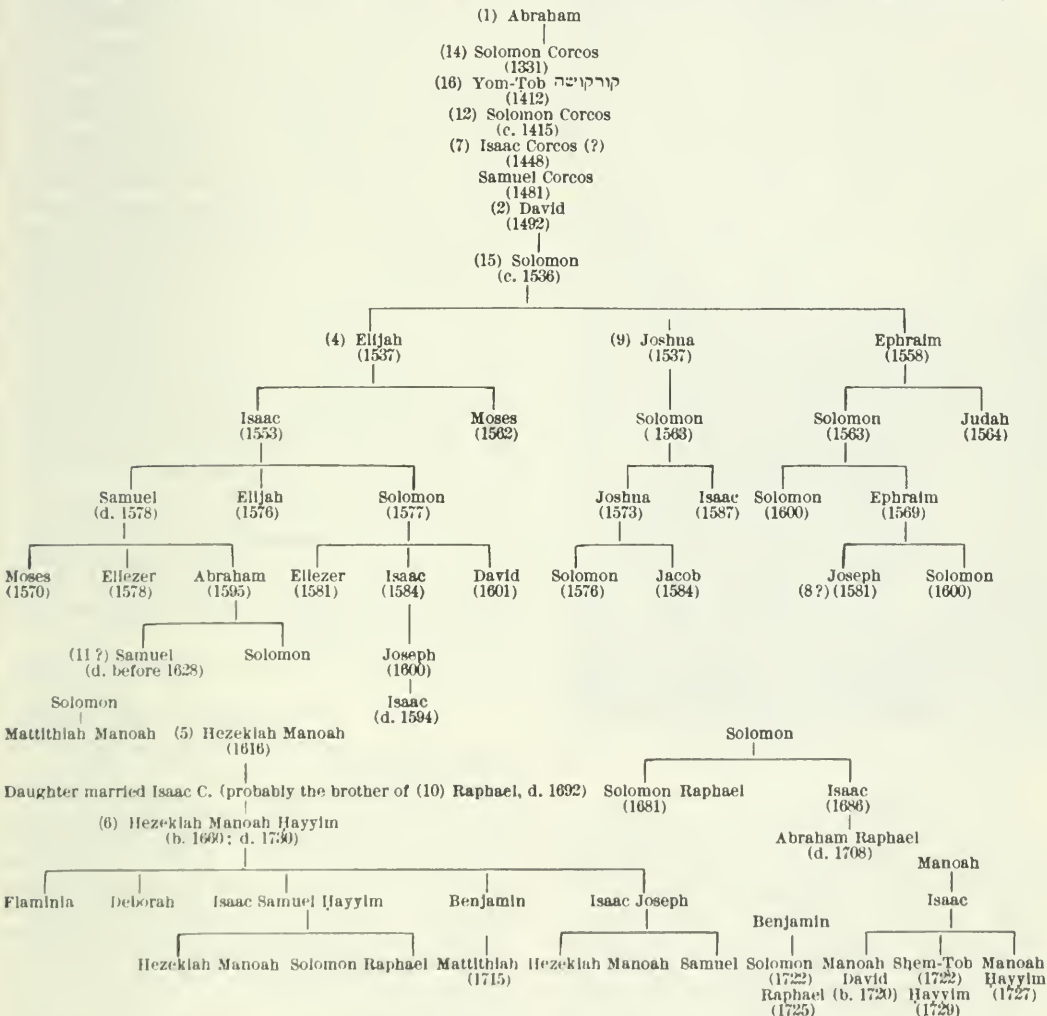 (1) Abraham
(14) Solomon Corcos
(1331)
(16) Yom-Tob קורקושה
(1412)
(12) Solomon Corcos
(c. 1415)
(7) Isaac Corcos (?)
(1448)
Samuel Corcos
(1481)
(2) David
(1492)
(15) Solomon
(c. 1536)
(4) Elijah (9) Joshua Ephraim
(1537) (1537) (1558)
Isaac Moses Solomon Solomon Judah
(1553) (1562) (1563) (1563) (1564)
Samuel Elijah Solomon Joshua Isaac Solomon Ephraim
(d. 1578) (1576) (1577) (1573) (1587) (1600) (1569)
Moses Eliezer Abraham Eliezer Isaac David Solomon Jacob Joseph Solomon
(1570) (1578) (1595) (1581) (1584) (1601) (1576) (1584) (8?) (1581) (1600)
(11?) Samuel Solomon Joseph
(d. before 1628) (1600)
Solomon Isaac
(d. 1594)
Mattithiah Manoah (5) Hezekiah Manoah Solomon
(1616)
Daughter married Isaac C. (probably the brother of (10) Raphael, d. 1692) Solomon Raphael Isaac
(1681) (1686)
(6) Hezekiah Manoah Ḥayyim Abraham Raphael
(b. 1660; d. 1730) (d. 1708)
Manoah
Flaminia Deborah Isaac Samuel Ḥayyim Benjamin Isaac Joseph Isaac
Benjamin
Hezekiah Manoah Solomon Raphael Mattithiah Hezekiah Manoah Samuel Solomon Manoah Shem-Tob Manoah
(1715) (1722) David (1722) Ḥayyim
Raphael (b. 1720) Ḥayyim (1727)
(1725) (1729)